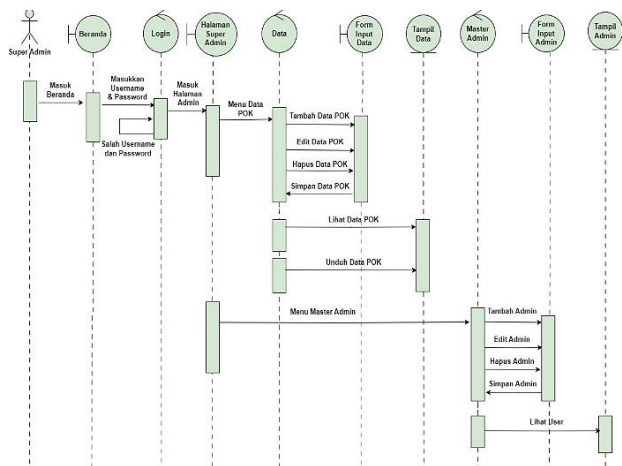 Super Admin
Beranda
Login
Halaman
Super
Admin
Data
Form
Input
Data
Tampil
Data
Master
Admin
Form
Input
Admin
Tampil
Admin
Masuk
Beranda
Masukkan
Username
& Password
Salah Username
dan Password
Masuk
Halaman
Admin
Menu Data
POK
Tambah Data POK
Edit Data POK
Hapus Data POK
Simpan Data POK
Lihat Data POK
Unduh Data POK
Menu Master Admin
Tambah Admin
Edit Admin
Hapus Admin
Simpan Admin
Lihat User